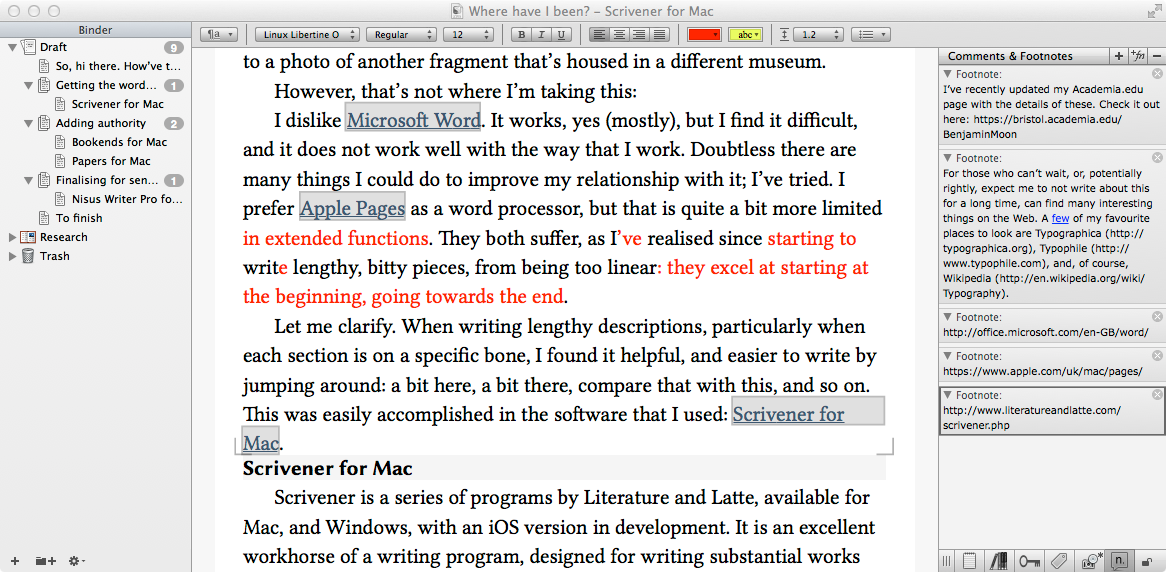 Where have I been? – Scrivener for Mac
Binder
¶a
Linux Libertine O
Regular
12
B I U
abc
1.2
Draft 9
So, hi there. How've t...
Getting the word... 1
Scrivener for Mac
Adding authority 2
Bookends for Mac
Papers for Mac
Finalising for sen... 1
Nisus Writer Pro fo...
To finish
Research
Trash
to a photo of another fragment that's housed in a different museum.
However, that's not where I'm taking this:
I dislike Microsoft Word. It works, yes (mostly), but I find it difficult,
and it does not work well with the way that I work. Doubtless there are
many things I could do to improve my relationship with it; I've tried. I
prefer Apple Pages as a word processor, but that is quite a bit more limited
in extended functions. They both suffer, as I've realised since starting to
write lengthy, bitty pieces, from being too linear: they excel at starting at
the beginning, going towards the end.
Let me clarify. When writing lengthy descriptions, particularly when
each section is on a specific bone, I found it helpful, and easier to write by
jumping around: a bit here, a bit there, compare that with this, and so on.
This was easily accomplished in the software that I used: Scrivener for
Mac.
Scrivener for Mac
Scrivener is a series of programs by Literature and Latte, available for
Mac, and Windows, with an iOS version in development. It is an excellent
workhorse of a writing program, designed for writing substantial works
Comments & Footnotes + +fn −
Footnote:
I've recently updated my Academia.edu
page with the details of these. Check it out
here: https://bristol.academia.edu/
BenjaminMoon
Footnote:
For those who can't wait, or, potentially
rightly, expect me to not write about this
for a long time, can find many interesting
things on the Web. A few of my favourite
places to look are Typographica (http://
typographica.org), Typophile (http://
www.typophile.com), and, of course,
Wikipedia (http://en.wikipedia.org/wiki/
Typography).
Footnote:
http://office.microsoft.com/en-GB/word/
Footnote:
https://www.apple.com/uk/mac/pages/
Footnote:
http://www.literatureandlatte.com/
scrivener.php
n.